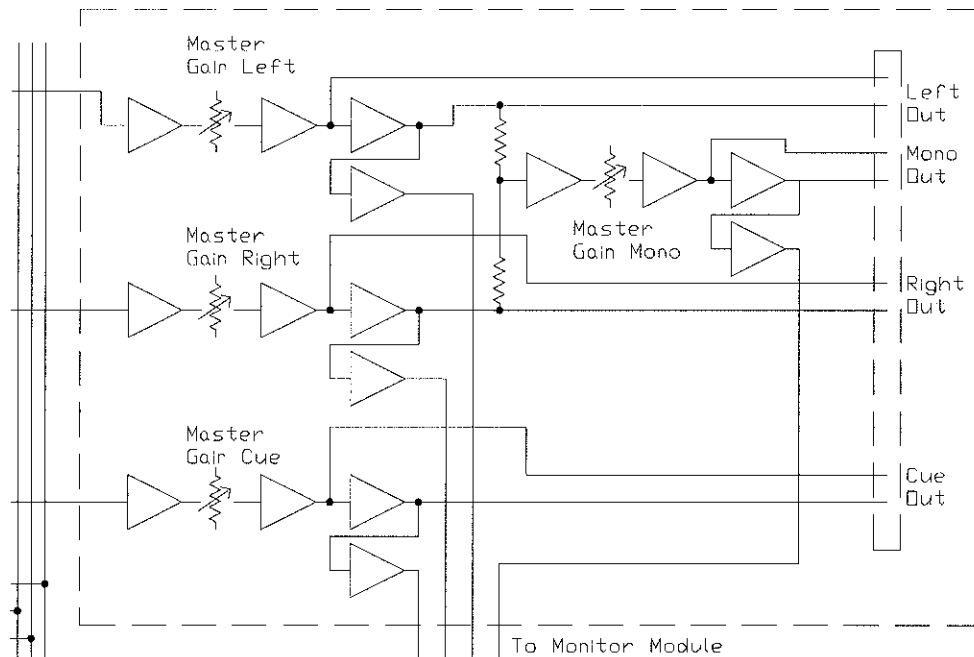 Master
Gain Left
Left
Out
Mono
Out
Master
Gain Mono
Master
Gain Right
Right
Out
Master
Gair Cue
Cue
Out
To Monitor Module